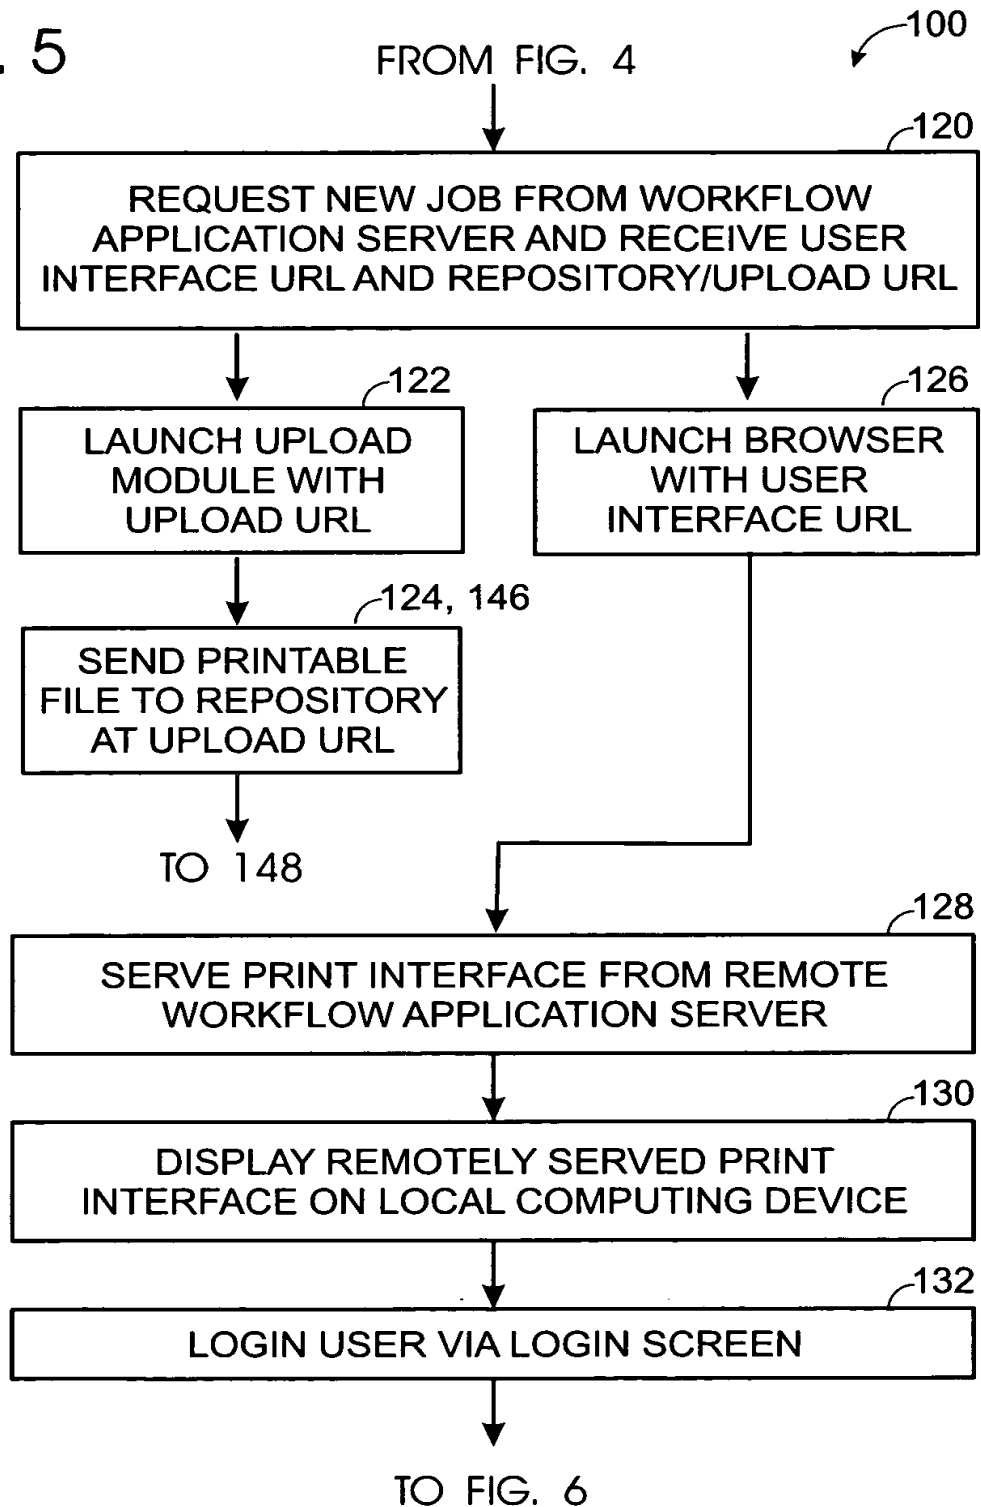 . 5
FROM FIG. 4
100
120
REQUEST NEW JOB FROM WORKFLOW
APPLICATION SERVER AND RECEIVE USER
INTERFACE URL AND REPOSITORY/UPLOAD URL
122
LAUNCH UPLOAD
MODULE WITH
UPLOAD URL
126
LAUNCH BROWSER
WITH USER
INTERFACE URL
124, 146
SEND PRINTABLE
FILE TO REPOSITORY
AT UPLOAD URL
TO 148
128
SERVE PRINT INTERFACE FROM REMOTE
WORKFLOW APPLICATION SERVER
130
DISPLAY REMOTELY SERVED PRINT
INTERFACE ON LOCAL COMPUTING DEVICE
132
LOGIN USER VIA LOGIN SCREEN
TO FIG. 6